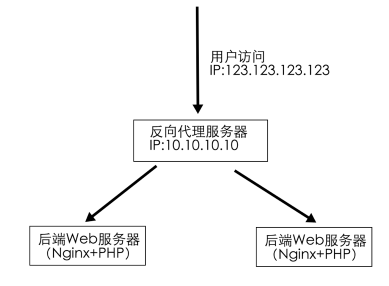 用户访问
IP:123.123.123.123
反向代理服务器
IP:10.10.10.10
后端Web服务器
（Nginx+PHP）
后端Web服务器
（Nginx+PHP）